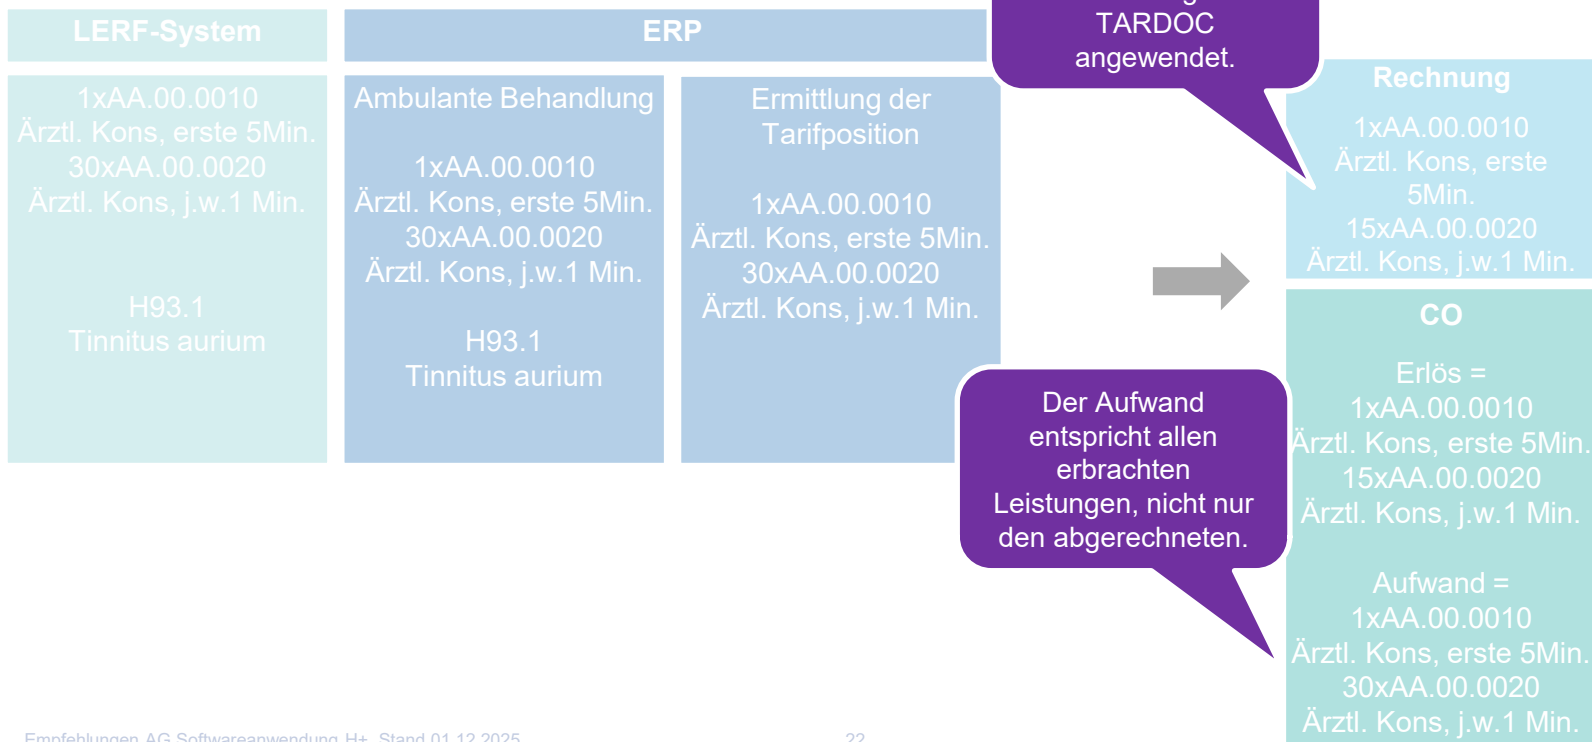 LERF-System
1xAA.00.0010
Ärztl. Kons, erste 5Min.
30xAA.00.0020
Ärztl. Kons, j.w.1 Min.
H93.1
Tinnitus aurium
ERP
Ambulante Behandlung
1xAA.00.0010
Ärztl. Kons, erste 5Min.
30xAA.00.0020
Ärztl. Kons, j.w.1 Min.
H93.1
Tinnitus aurium
Ermittlung der
Tarifposition
1xAA.00.0010
Ärztl. Kons, erste 5Min.
30xAA.00.0020
Ärztl. Kons, j.w.1 Min.
TARDOC
angewendet.
Rechnung
1xAA.00.0010
Ärztl. Kons, erste
5Min.
15xAA.00.0020
Ärztl. Kons, j.w.1 Min.
Der Aufwand
entspricht allen
erbrachten
Leistungen, nicht nur
den abgerechneten.
CO
Erlös =
1xAA.00.0010
Ärztl. Kons, erste 5Min.
15xAA.00.0020
Ärztl. Kons, j.w.1 Min.
Aufwand =
1xAA.00.0010
Ärztl. Kons, erste 5Min.
30xAA.00.0020
Ärztl. Kons, j.w.1 Min.
Empfehlungen AG Softwareanwendung H+, Stand 01.12.2025
22